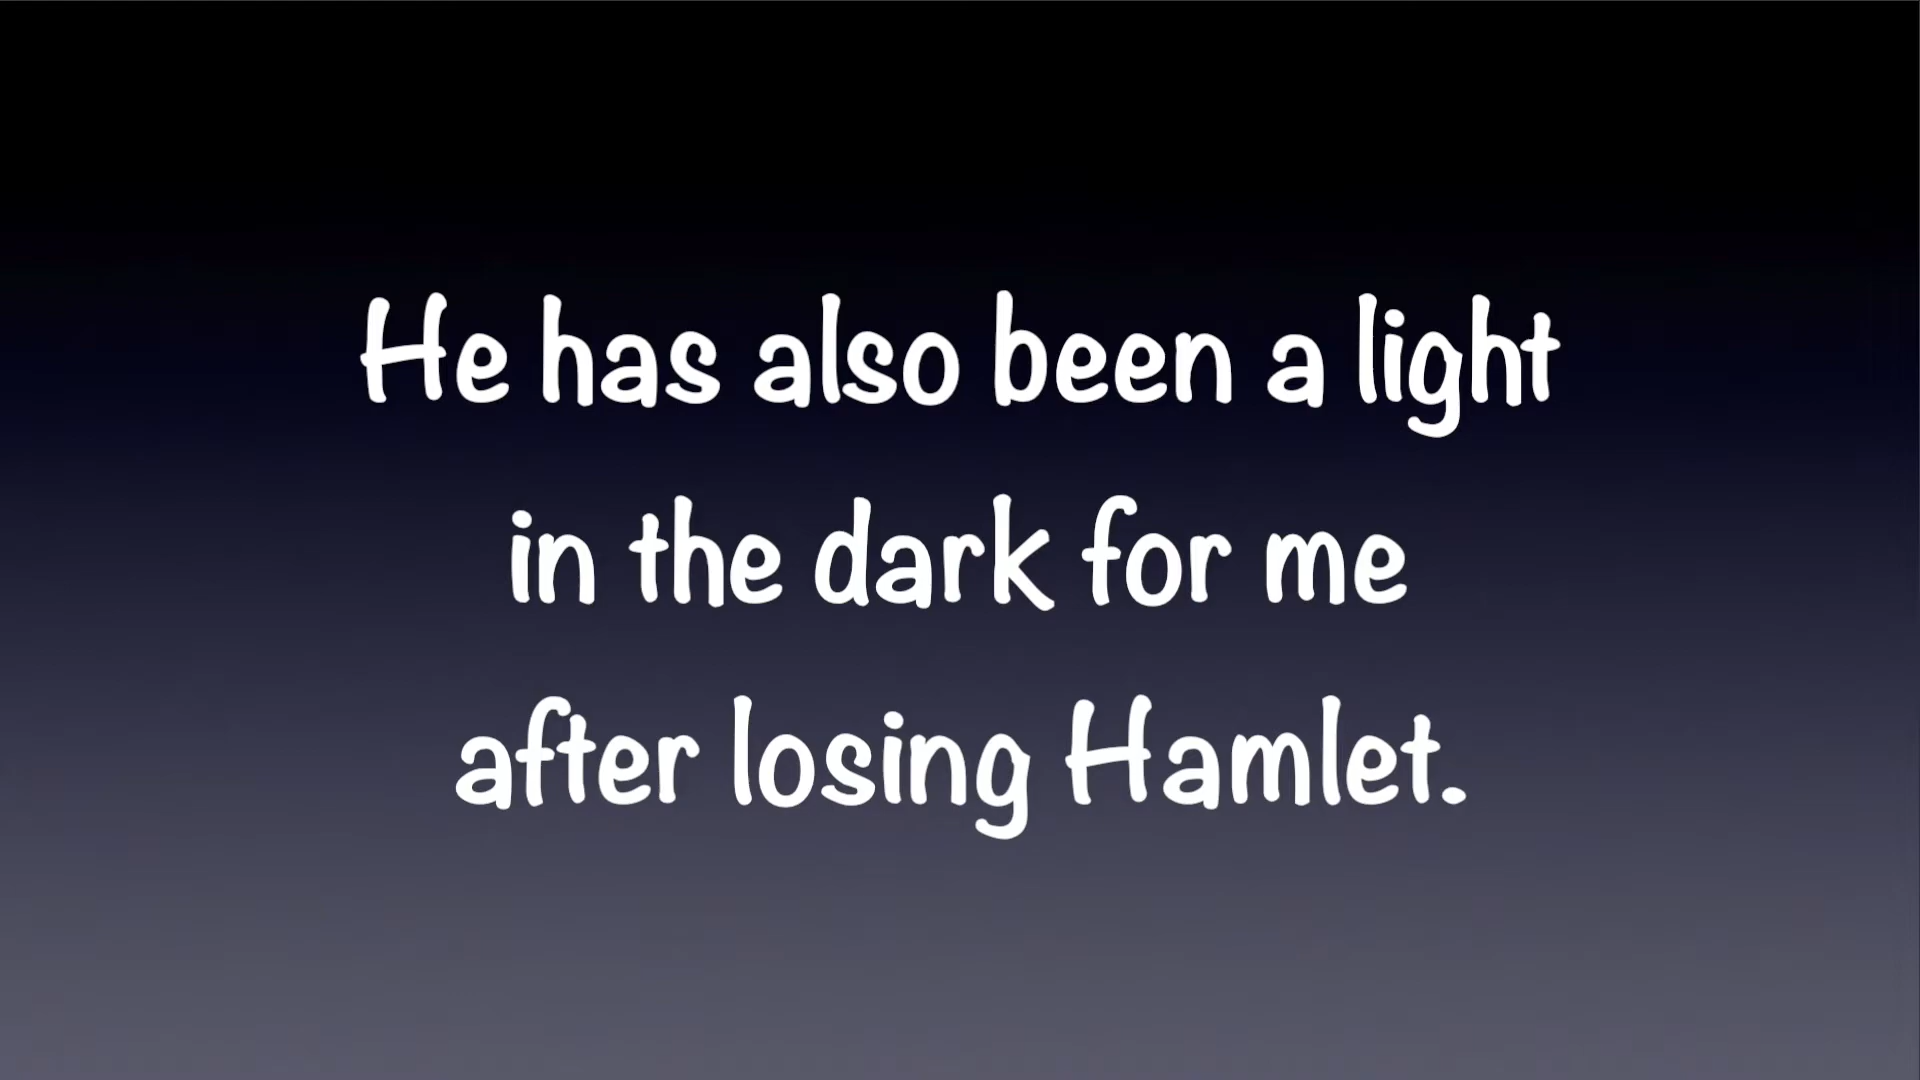 He has also been a light
in the dark for me
after losing Hamlet.